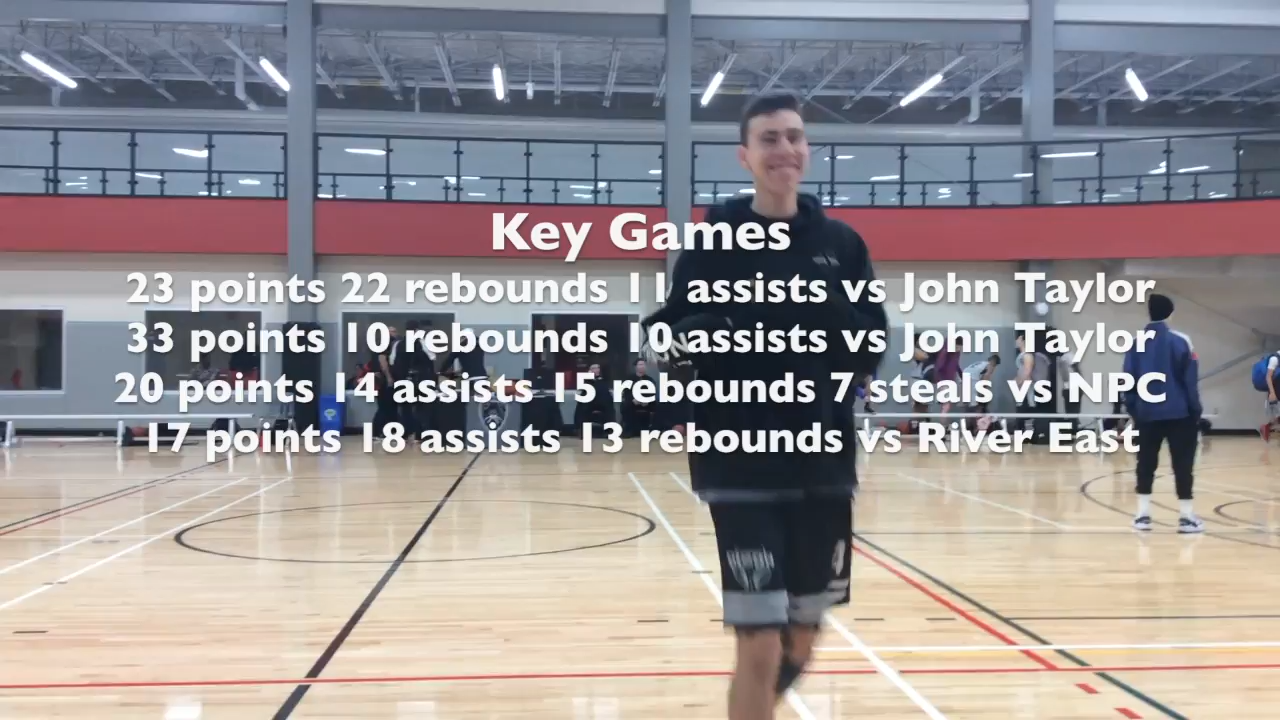 Key Games
23 points 22 rebounds 11 assists vs John Taylor
33 points 10 rebounds 10 assists vs John Taylor
20 points 14 assists 15 rebounds 7 steals vs NPC
17 points 18 assists 13 rebounds vs River East